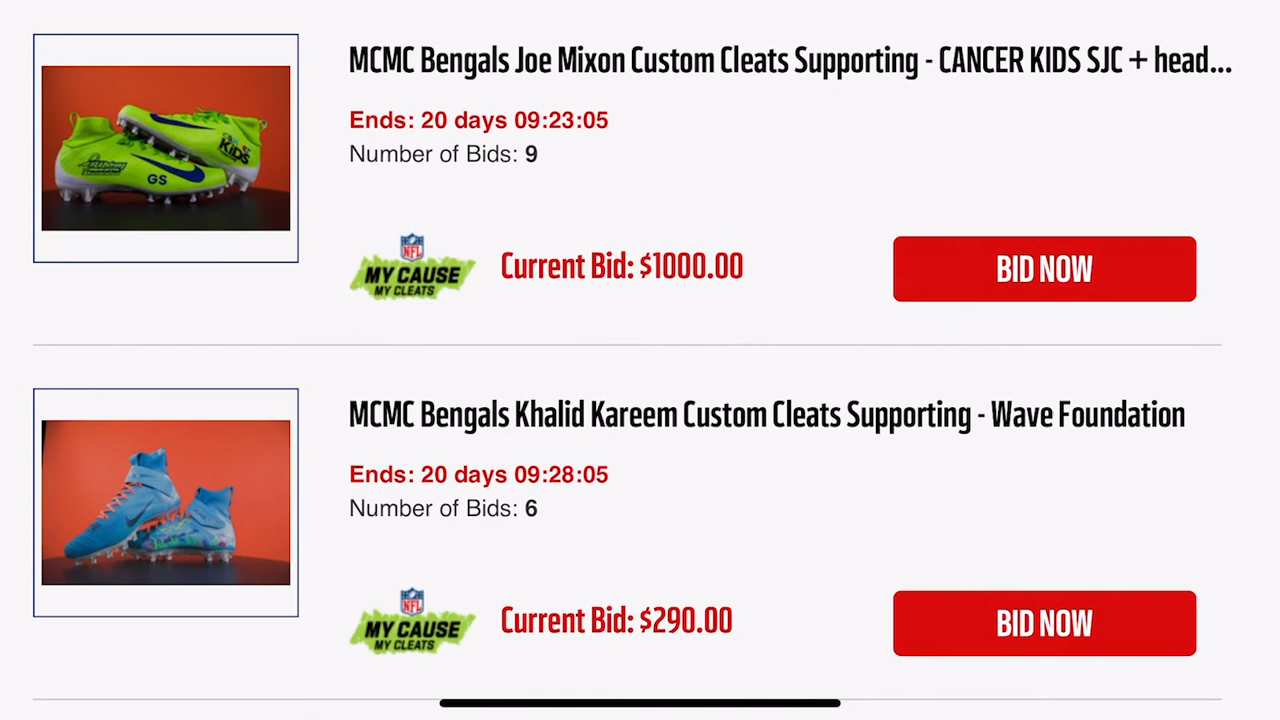 MCMC Bengals Joe Mixon Custom Cleats Supporting - CANCER KIDS SJC + head...
Ends: 20 days 09:23:05
Number of Bids: 9
KIDS
GS
NFL
MY CAUSE
MY CLEATS
Current Bid: $1000.00
BID NOW
MCMC Bengals Khalid Kareem Custom Cleats Supporting - Wave Foundation
Ends: 20 days 09:28:05
Number of Bids: 6
NFL
MY CAUSE
MY CLEATS
Current Bid: $290.00
BID NOW